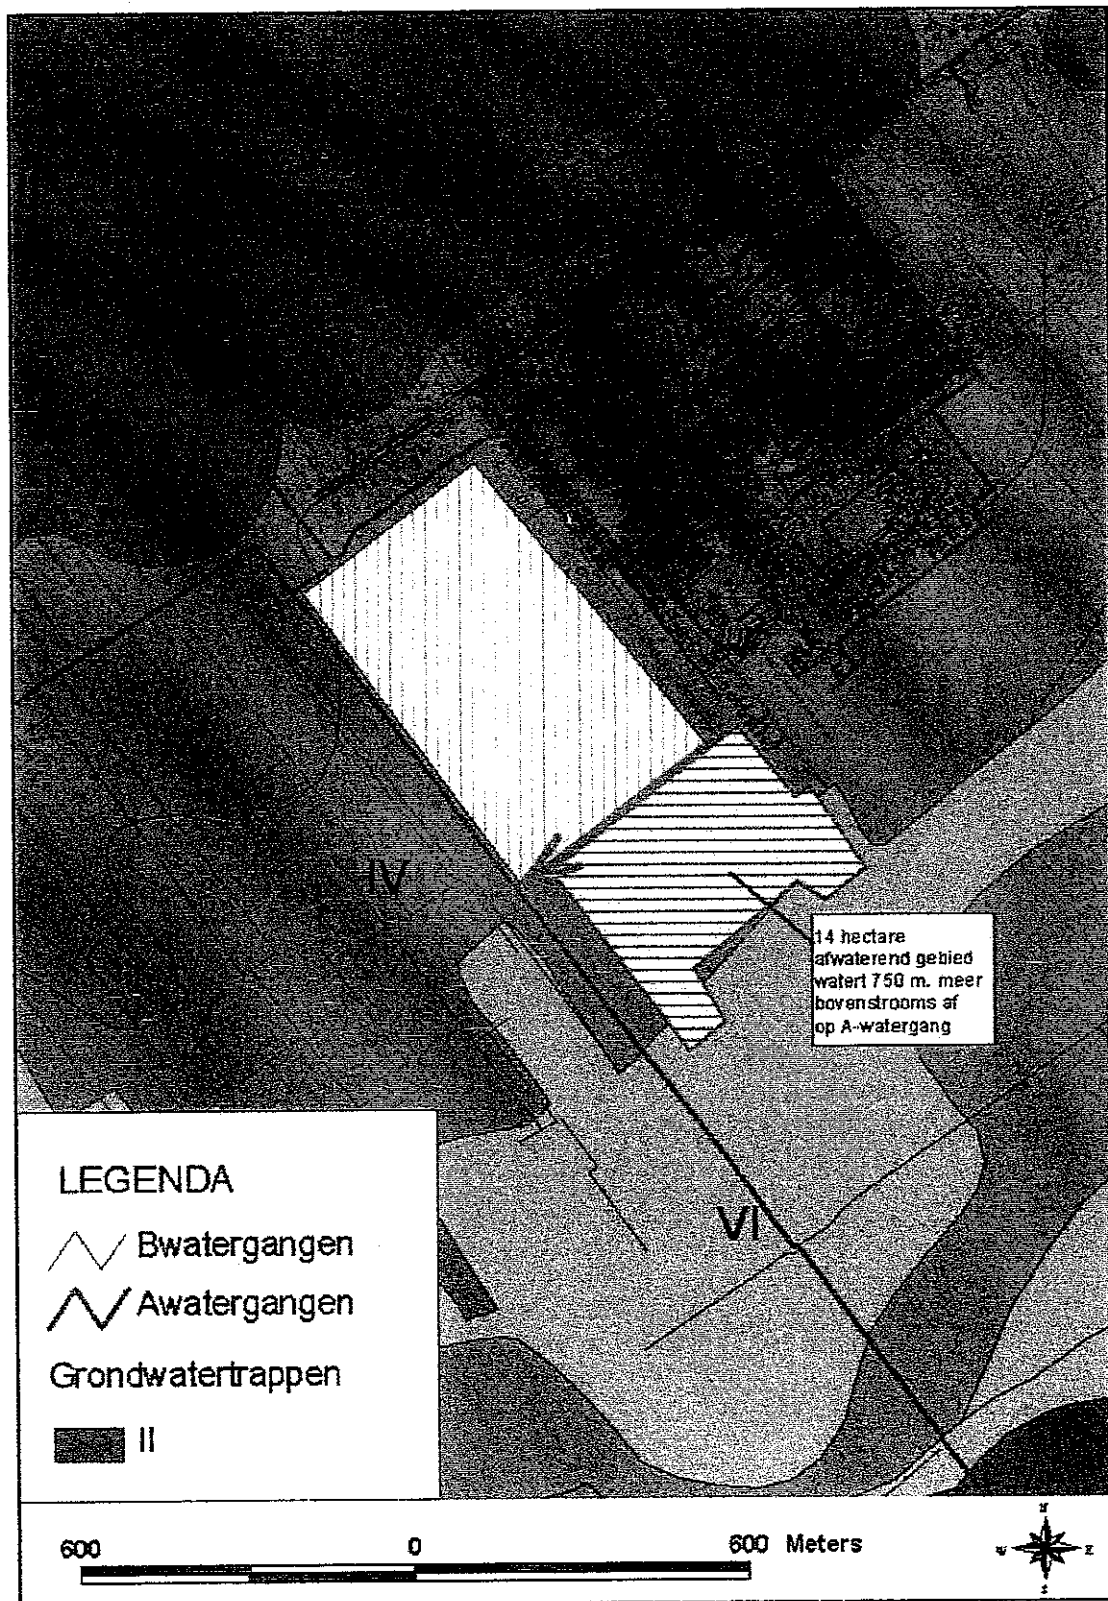 IV
14 hectare
afwaterend gebied
watert 750 m. meer
bovenstrooms af
op A-watergang
VI
LEGENDA
Bwatergangen
Awatergangen
Grondwatertrappen
II
600 0 600 Meters
N
W E
S